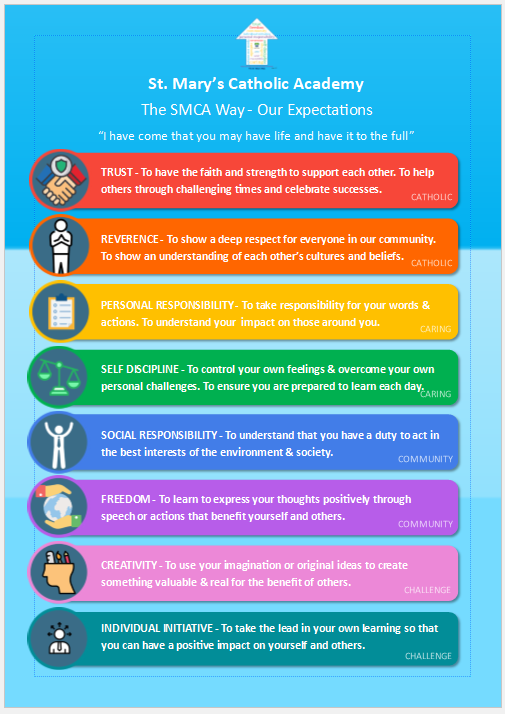 St. Mary’s Catholic Academy
The SMCA Way - Our Expectations
“I have come that you may have life and have it to the full”
TRUST - To have the faith and strength to support each other. To help
others through challenging times and celebrate successes.
CATHOLIC
REVERENCE - To show a deep respect for everyone in our community.
To show an understanding of each other’s cultures and beliefs.
CATHOLIC
PERSONAL RESPONSIBILITY - To take responsibility for your words &
actions. To understand your impact on those around you.
CARING
SELF DISCIPLINE - To control your own feelings & overcome your own
personal challenges. To ensure you are prepared to learn each day.
CARING
SOCIAL RESPONSIBILITY - To understand that you have a duty to act in
the best interests of the environment & society.
COMMUNITY
FREEDOM - To learn to express your thoughts positively through
speech or actions that benefit yourself and others.
COMMUNITY
CREATIVITY - To use your imagination or original ideas to create
something valuable & real for the benefit of others.
CHALLENGE
INDIVIDUAL INITIATIVE - To take the lead in your own learning so that
you can have a positive impact on yourself and others.
CHALLENGE